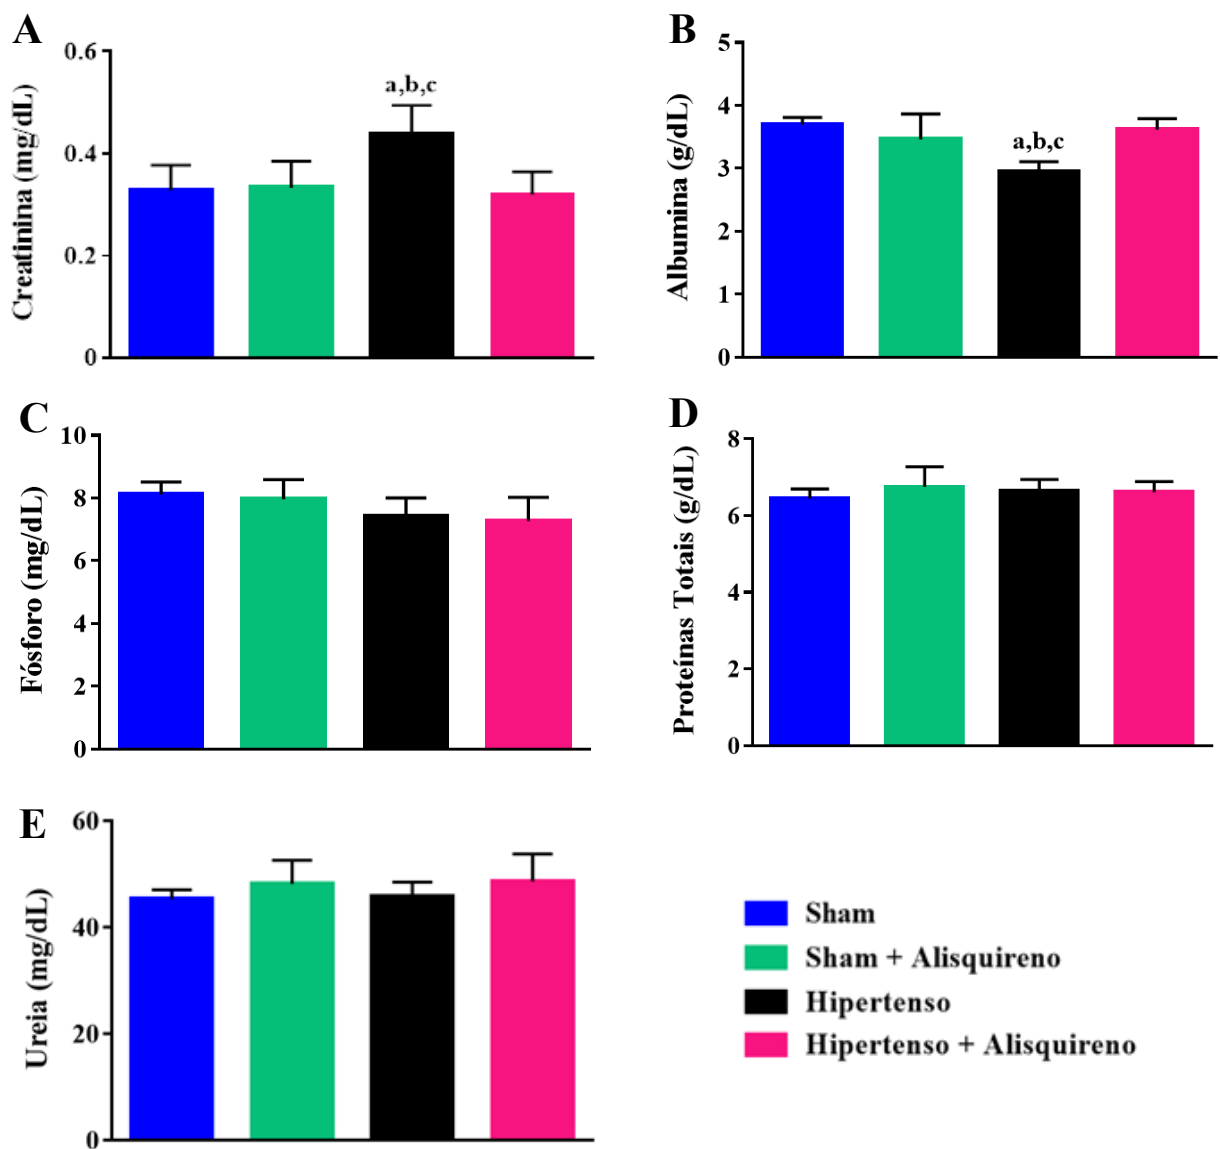 A
Creatinina (mg/dL)
0.6
0.4
0.2
0
a,b,c
B
Albumina (g/dL)
5
4
3
2
1
0
a,b,c
C
Fósforo (mg/dL)
10
8
6
4
2
0
D
Proteínas Totais (g/dL)
8
6
4
2
0
E
Ureia (mg/dL)
60
40
20
0
Sham
Sham + Alisquireno
Hipertenso
Hipertenso + Alisquireno